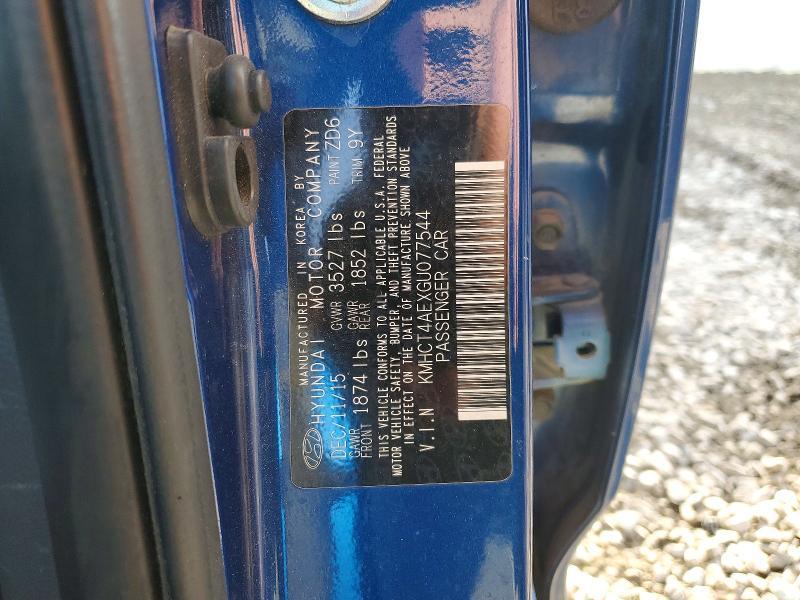 MANUFACTURED IN KOREA BY
HYUNDAI MOTOR COMPANY
DEC/11/15 GVWR 3527 lbs PAINT ZD6
GAWR FRONT 1874 lbs GAWR REAR 1852 lbs TRIM 9Y
THIS VEHICLE CONFORMS TO ALL APPLICABLE U.S.A. FEDERAL
MOTOR VEHICLE SAFETY, BUMPER, AND THEFT PREVENTION STANDARDS
IN EFFECT ON THE DATE OF MANUFACTURE SHOWN ABOVE
V.I.N KMHCT4AEXGU077544
PASSENGER CAR